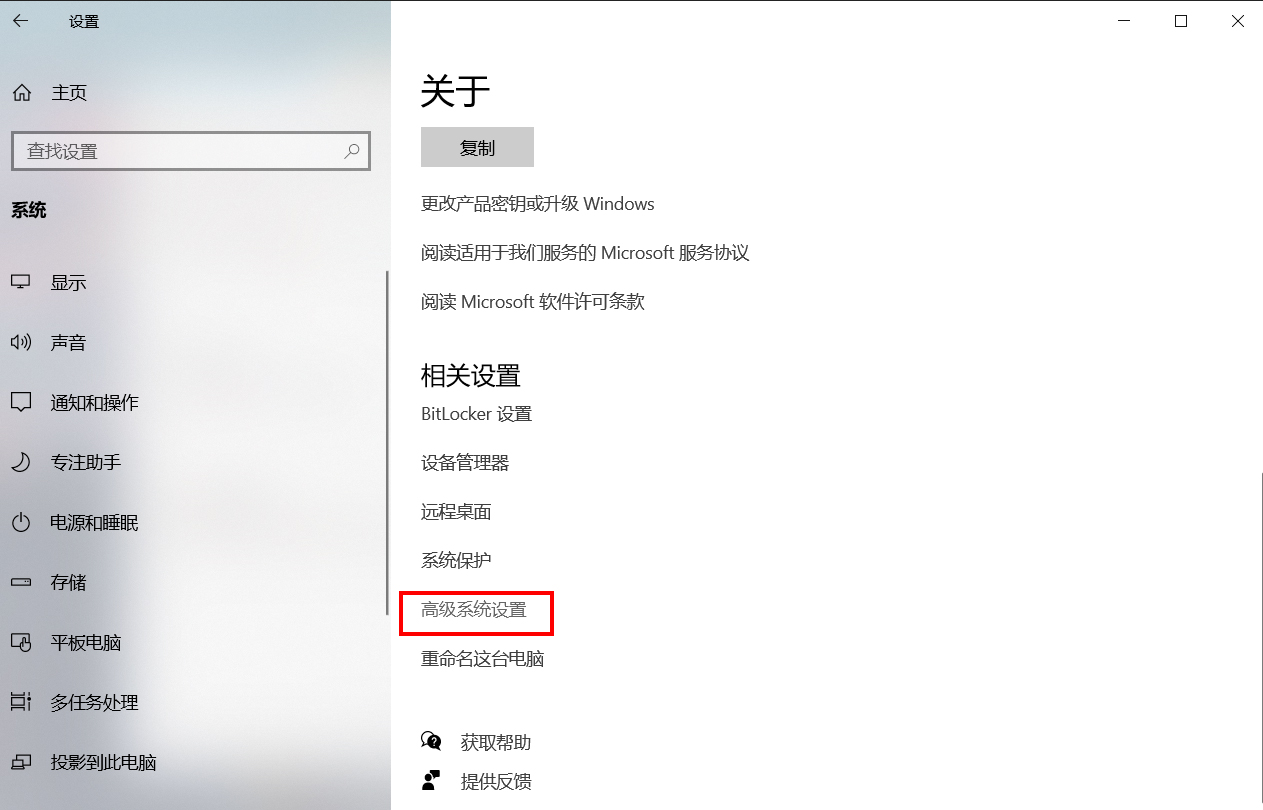 设置
主页
查找设置
系统
显示
声音
通知和操作
专注助手
电源和睡眠
存储
平板电脑
多任务处理
投影到此电脑
关于
复制
更改产品密钥或升级 Windows
阅读适用于我们服务的 Microsoft 服务协议
阅读 Microsoft 软件许可条款
相关设置
BitLocker 设置
设备管理器
远程桌面
系统保护
高级系统设置
重命名这台电脑
获取帮助
提供反馈